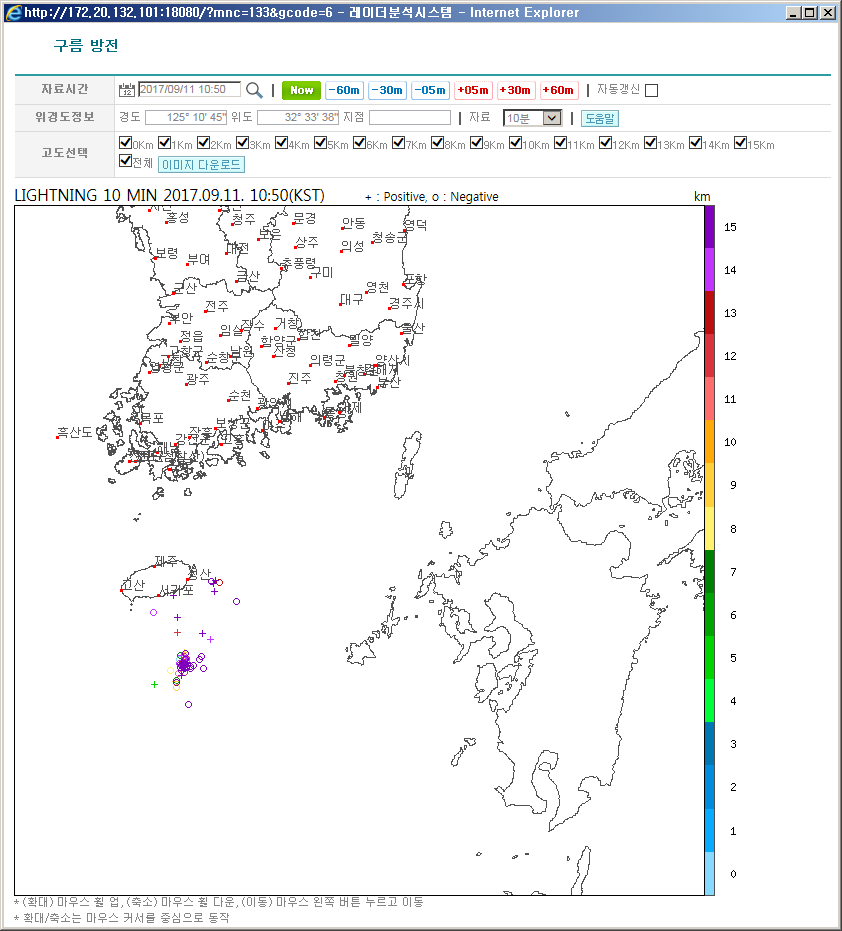 http://172.20.132.101:18080/?mnc=133&gcode=6 - 레이더분석시스템 - Internet Explorer
구름 방전
자료시간 12 2017/09/11 10:50 | Now -60m -30m -05m +05m +30m +60m | 자동갱신
위경도정보 경도 125° 10' 45" 위도 32° 33' 38" 지점 | 자료 10분 도움말
고도선택 0Km 1Km 2Km 3Km 4Km 5Km 6Km 7Km 8Km 9Km 10Km 11Km 12Km 13Km 14Km 15Km
전체 이미지 다운로드
LIGHTNING 10 MIN 2017.09.11. 10:50(KST) + : Positive, o : Negative km
홍성 청주 문경 안동 영덕
15
보은 상주 청송군
보령 부여 대전 의성
추풍령
14
금산 구미 포항
군산 영천
대구 경주시
전주
13
부안 장수 거창 울산
정읍 임실 합천 밀양
함양군
12
고창군 순창군 남원 산청 의령군 양산시
광주 진주 창원 부산
11
순천
목포 보성군
흑산도
10
9
8
7
제주
성산
고산 서귀포
6
5
4
3
2
1
0
* (확대) 마우스 휠 업, (축소) 마우스 휠 다운, (이동) 마우스 왼쪽 버튼 누르고 이동
* 확대/축소는 마우스 커서를 중심으로 동작